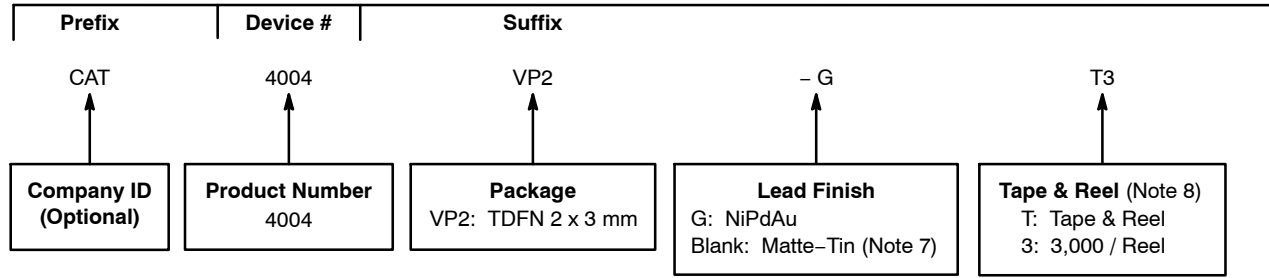 Prefix Device # Suffix
CAT 4004 VP2 – G T3
Company ID
(Optional)
Product Number
4004
Package
VP2: TDFN 2 x 3 mm
Lead Finish
G: NiPdAu
Blank: Matte−Tin (Note 7)
Tape & Reel (Note 8)
T: Tape & Reel
3: 3,000 / Reel